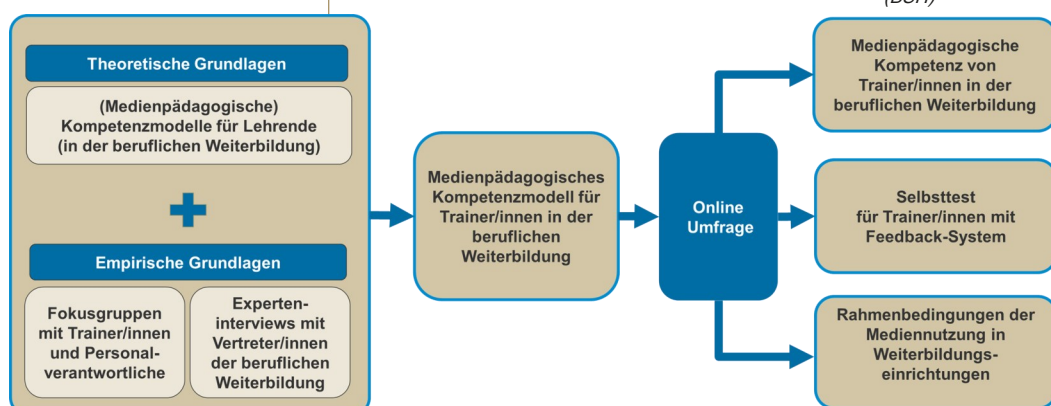 (DSH)
Theoretische Grundlagen
(Medienpädagogische)
Kompetenzmodelle für Lehrende
(in der beruflichen Weiterbildung)
Empirische Grundlagen
Fokusgruppen
mit Trainer/innen
und Personal-
verantwortliche
Experten-
interviews mit
Vertreter/innen
der beruflichen
Weiterbildung
Medienpädagogisches
Kompetenzmodell für
Trainer/innen in der
beruflichen
Weiterbildung
Online
Umfrage
Medienpädagogische
Kompetenz von
Trainer/innen in der
beruflichen Weiterbildung
Selbsttest
für Trainer/innen mit
Feedback-System
Rahmenbedingungen der
Mediennutzung in
Weiterbildungs-
einrichtungen